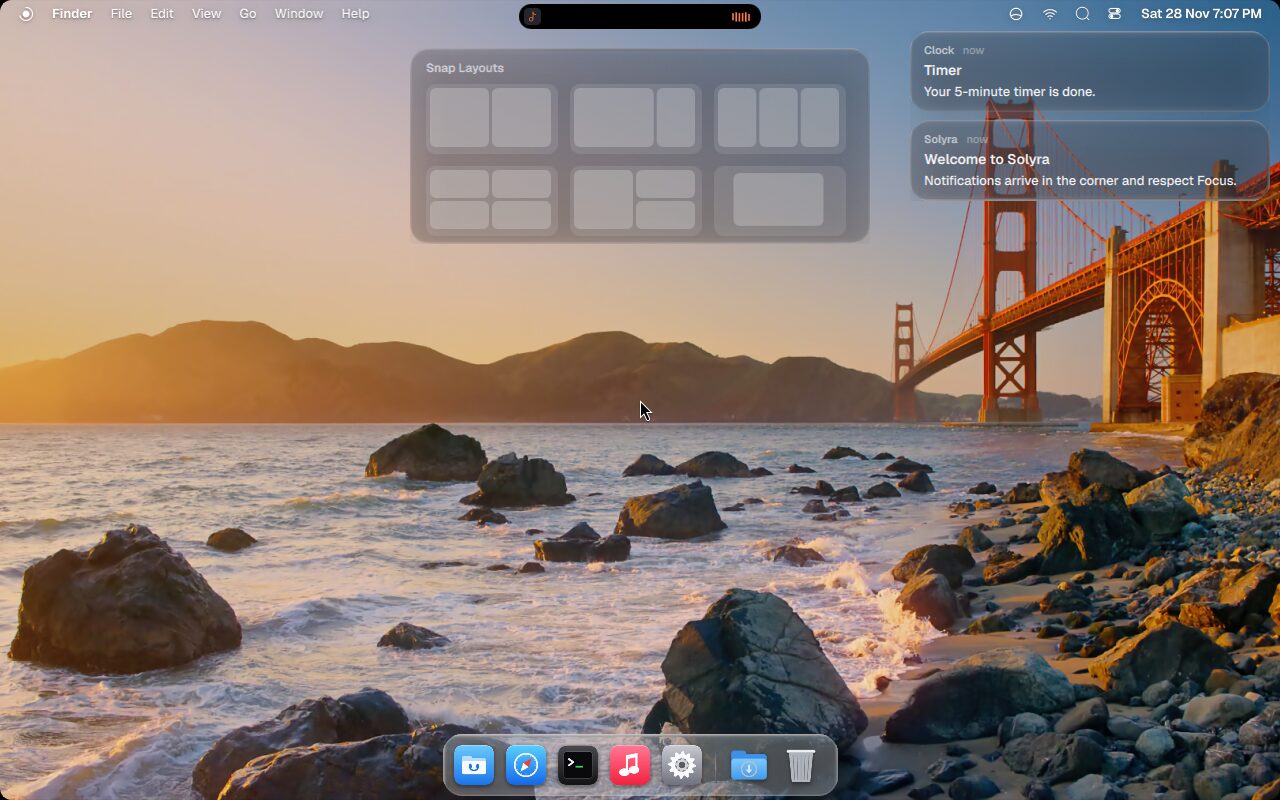 Finder File Edit View Go Window Help
Sat 28 Nov 7:07 PM
Snap Layouts
Clock now
Timer
Your 5-minute timer is done.
Solyra now
Welcome to Solyra
Notifications arrive in the corner and respect Focus.